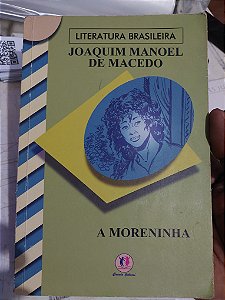 LITERATURA BRASILEIRA
JOAQUIM MANOEL
DE MACEDO
A MORENINHA